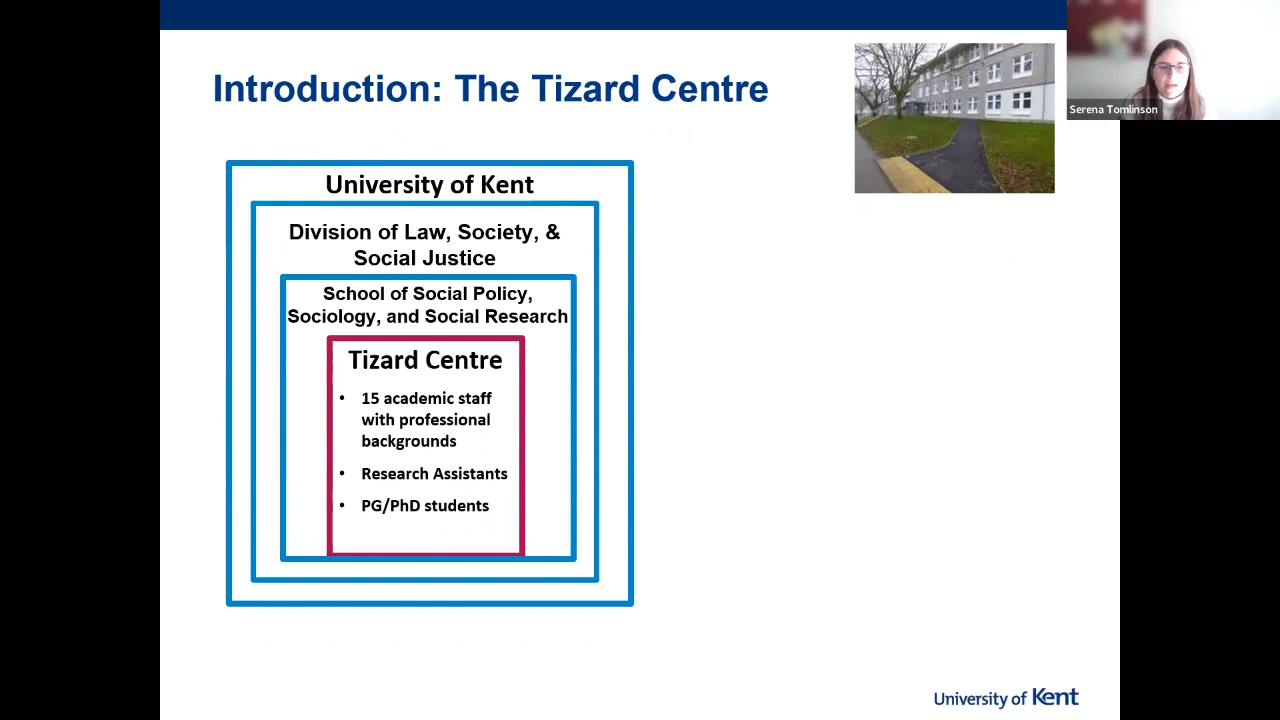 Introduction: The Tizard Centre
Serena Tomlinson
University of Kent
Division of Law, Society, &
Social Justice
School of Social Policy,
Sociology, and Social Research
Tizard Centre
• 15 academic staff
with professional
backgrounds
• Research Assistants
• PG/PhD students
University of Kent